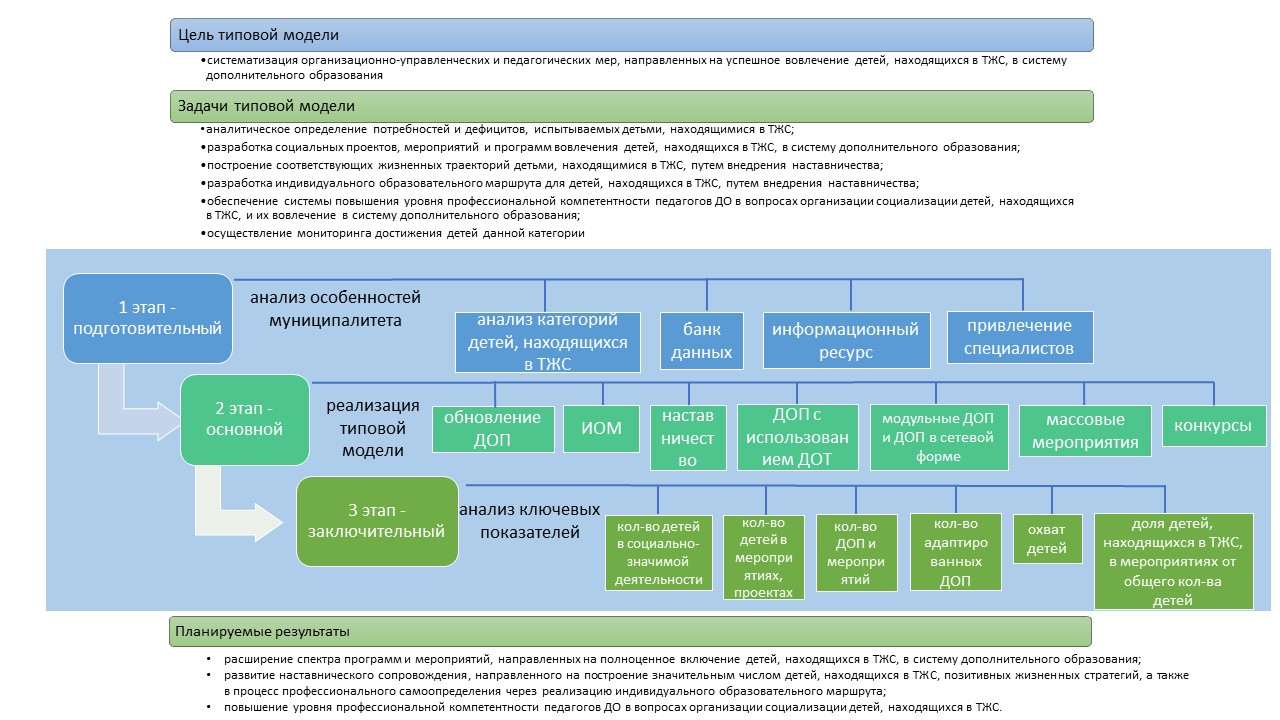 Цель типовой модели
•систематизация организационно-управленческих и педагогических мер, направленных на успешное вовлечение детей, находящихся в ТЖС, в систему
дополнительного образования
Задачи типовой модели
•аналитическое определение потребностей и дефицитов, испытываемых детьми, находящимися в ТЖС;
•разработка социальных проектов, мероприятий и программ вовлечения детей, находящихся в ТЖС, в систему дополнительного образования;
•построение соответствующих жизненных траекторий детьми, находящимися в ТЖС, путем внедрения наставничества;
•разработка индивидуального образовательного маршрута для детей, находящихся в ТЖС, путем внедрения наставничества;
•обеспечение системы повышения уровня профессиональной компетентности педагогов ДО в вопросах организации социализации детей, находящихся
в ТЖС, и их вовлечение в систему дополнительного образования;
•осуществление мониторинга достижения детей данной категории
1 этап -
подготовительный
анализ особенностей
муниципалитета
анализ категорий
детей, находящихся
в ТЖС
банк
данных
информационный
ресурс
привлечение
специалистов
2 этап -
основной
реализация
типовой
модели
обновление
ДОП
ИОМ
настав
ничест
во
ДОП с
использован
ием ДОТ
модульные ДОП
и ДОП в сетевой
форме
массовые
мероприятия
конкурсы
3 этап -
заключительный
анализ ключевых
показателей
кол-во детей
в социально-
значимой
деятельности
кол-во
детей в
меропри
ятиях,
проектах
кол-во
ДОП и
меропри
ятий
кол-во
адаптиро
ванных
ДОП
охват
детей
доля детей,
находящихся в ТЖС,
в мероприятиях от
общего кол-ва
детей
Планируемые результаты
• расширение спектра программ и мероприятий, направленных на полноценное включение детей, находящихся в ТЖС, в систему дополнительного образования;
• развитие наставнического сопровождения, направленного на построение значительным числом детей, находящихся в ТЖС, позитивных жизненных стратегий, а также
в процесс профессионального самоопределения через реализацию индивидуального образовательного маршрута;
• повышение уровня профессиональной компетентности педагогов ДО в вопросах организации социализации детей, находящихся в ТЖС.